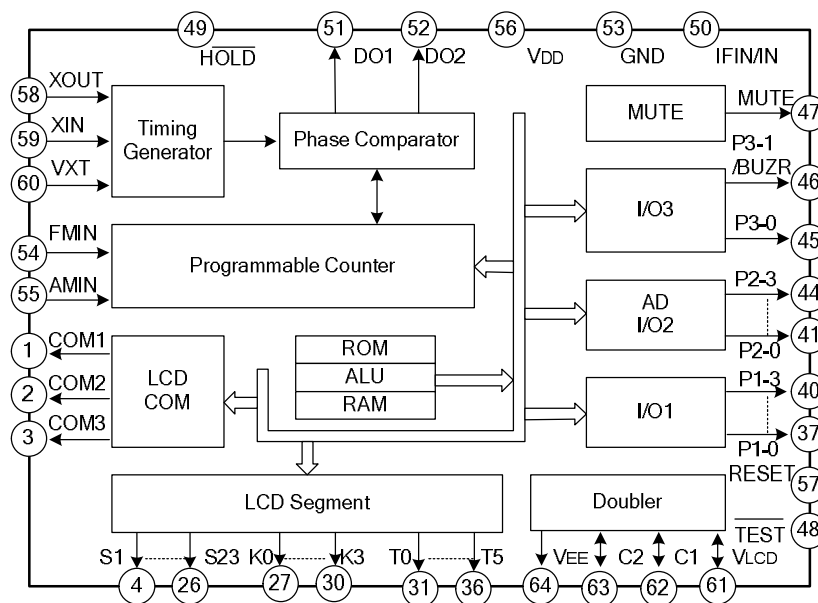 49 51 52 56 53 50
HOLD DO1 DO2 VDD GND IFIN/IN
58 XOUT
59 XIN
60 VXT
Timing
Generator
Phase Comparator
MUTE
MUTE 47
P3-1
/BUZR 46
I/O3
P3-0 45
54 FMIN
55 AMIN
Programmable Counter
AD
I/O2
P2-3 44
P2-0 41
1 COM1
2 COM2
3 COM3
LCD
COM
ROM
ALU
RAM
I/O1
P1-3 40
P1-0 37
RESET 57
TEST 48
LCD Segment
Doubler
S1 S23 K0 K3 T0 T5 VEE C2 C1 VLCD
4 26 27 30 31 36 64 63 62 61